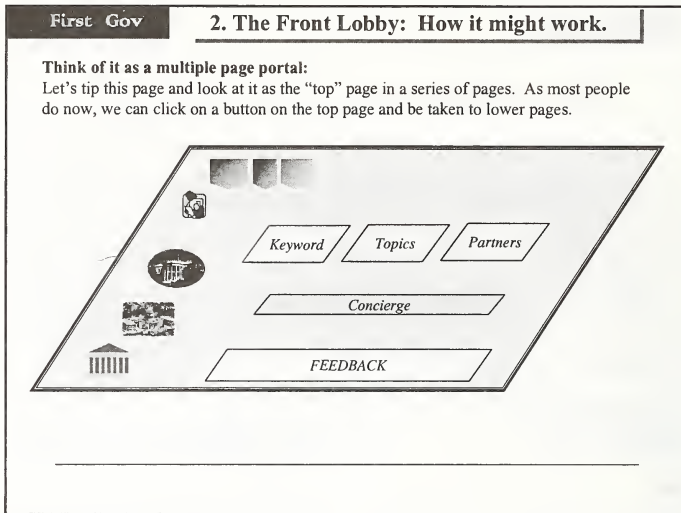 First Gov
2. The Front Lobby: How it might work.
Think of it as a multiple page portal:
Let's tip this page and look at it as the “top” page in a series of pages. As most people
do now, we can click on a button on the top page and be taken to lower pages.
Keyword
Topics
Partners
Concierge
FEEDBACK